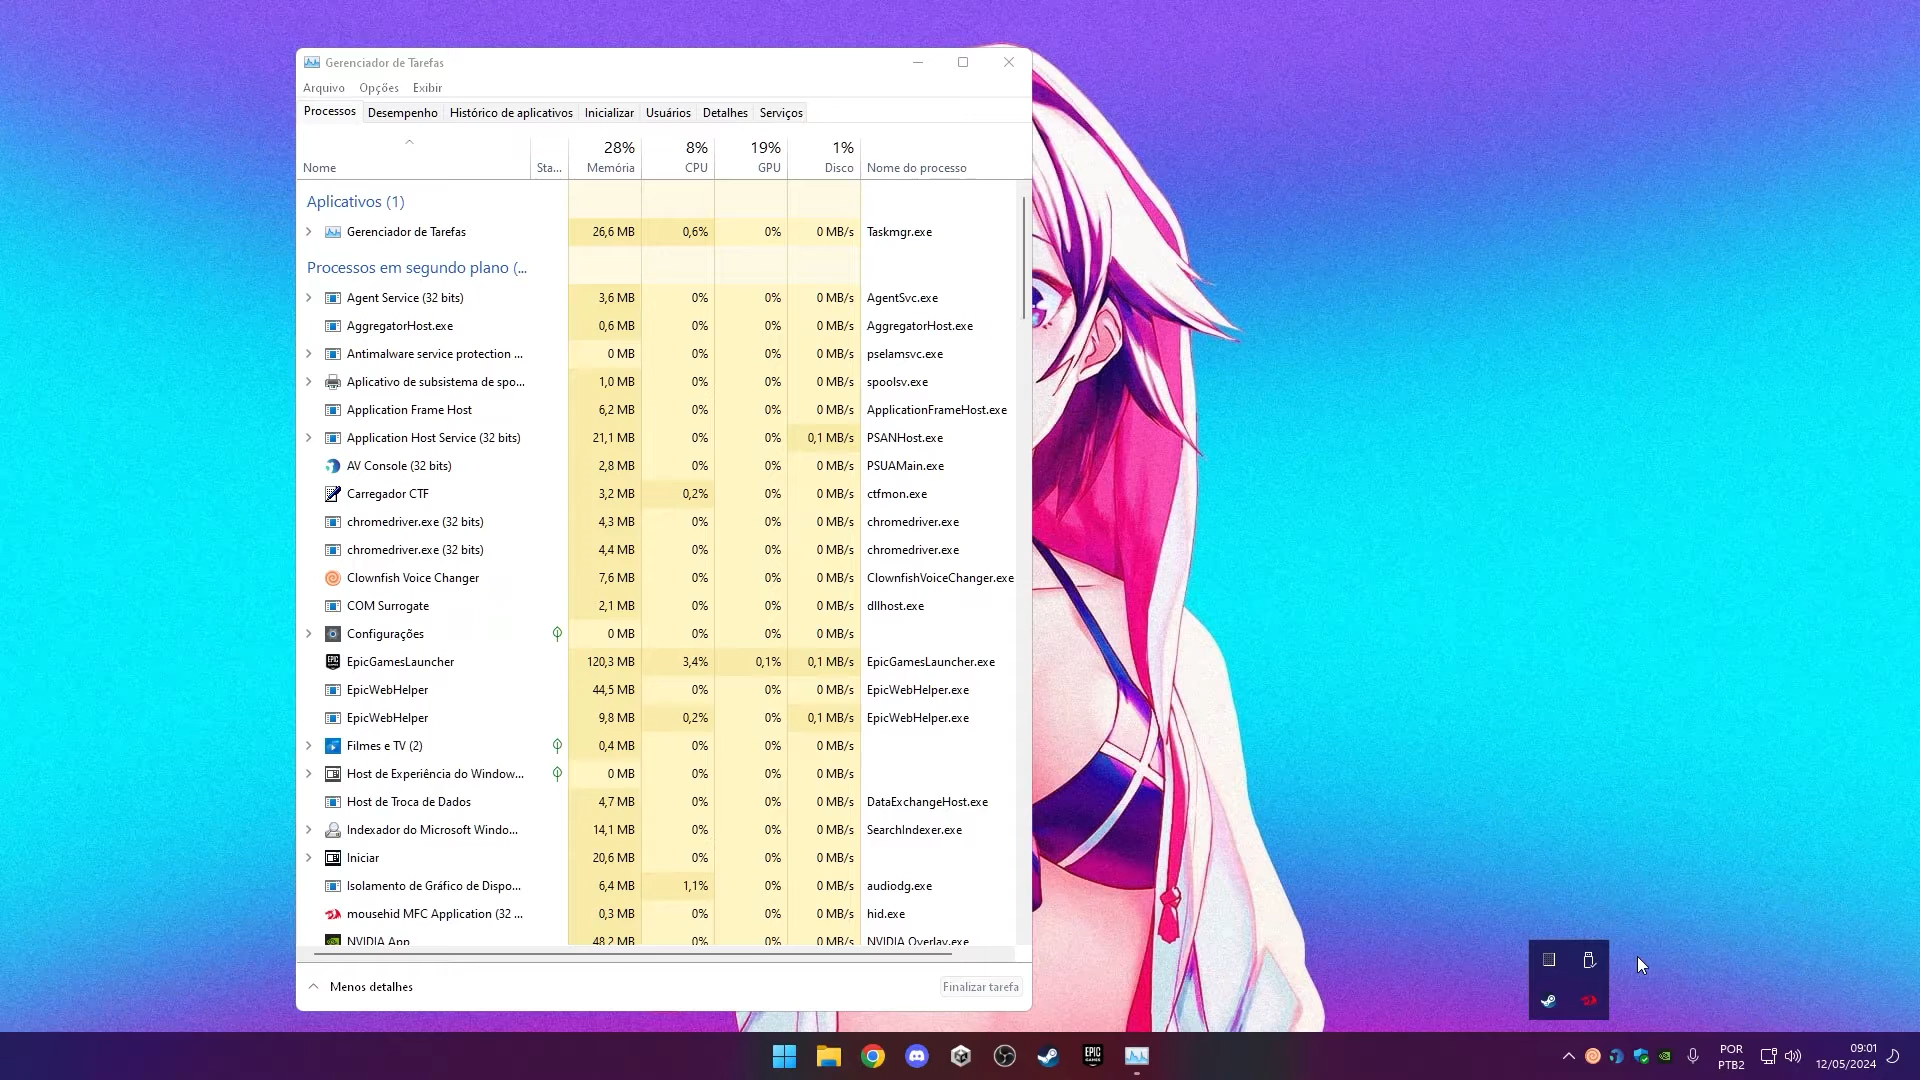 Gerenciador de Tarefas
Arquivo Opções Exibir
Processos Desempenho Histórico de aplicativos Inicializar Usuários Detalhes Serviços
28% 8% 19% 1%
Nome Sta... Memória CPU GPU Disco Nome do processo
Aplicativos (1)
Gerenciador de Tarefas 26,6 MB 0,6% 0% 0 MB/s Taskmgr.exe
Processos em segundo plano (...
Agent Service (32 bits) 3,6 MB 0% 0% 0 MB/s AgentSvc.exe
AggregatorHost.exe 0,6 MB 0% 0% 0 MB/s AggregatorHost.exe
Antimalware service protection ... 0 MB 0% 0% 0 MB/s pselamsvc.exe
Aplicativo de subsistema de spo... 1,0 MB 0% 0% 0 MB/s spoolsv.exe
Application Frame Host 6,2 MB 0% 0% 0 MB/s ApplicationFrameHost.exe
Application Host Service (32 bits) 21,1 MB 0% 0% 0,1 MB/s PSANHost.exe
AV Console (32 bits) 2,8 MB 0% 0% 0 MB/s PSUAMain.exe
Carregador CTF 3,2 MB 0,2% 0% 0 MB/s ctfmon.exe
chromedriver.exe (32 bits) 4,3 MB 0% 0% 0 MB/s chromedriver.exe
chromedriver.exe (32 bits) 4,4 MB 0% 0% 0 MB/s chromedriver.exe
Clownfish Voice Changer 7,6 MB 0% 0% 0 MB/s ClownfishVoiceChanger.exe
COM Surrogate 2,1 MB 0% 0% 0 MB/s dllhost.exe
Configurações 0 MB 0% 0% 0 MB/s
EpicGamesLauncher 120,3 MB 3,4% 0,1% 0,1 MB/s EpicGamesLauncher.exe
EpicWebHelper 44,5 MB 0% 0% 0 MB/s EpicWebHelper.exe
EpicWebHelper 9,8 MB 0,2% 0% 0,1 MB/s EpicWebHelper.exe
Filmes e TV (2) 0,4 MB 0% 0% 0 MB/s
Host de Experiência do Window... 0 MB 0% 0% 0 MB/s
Host de Troca de Dados 4,7 MB 0% 0% 0 MB/s DataExchangeHost.exe
Indexador do Microsoft Windo... 14,1 MB 0% 0% 0 MB/s SearchIndexer.exe
Iniciar 20,6 MB 0% 0% 0 MB/s
Isolamento de Gráfico de Dispo... 6,4 MB 1,1% 0% 0 MB/s audiodg.exe
mousehid MFC Application (32 ... 0,3 MB 0% 0% 0 MB/s hid.exe
NVIDIA App 48,2 MB 0% 0% 0 MB/s NVIDIA Overlay.exe
Menos detalhes Finalizar tarefa
EPIC GAMES
POR 09:01
PTB2 12/05/2024